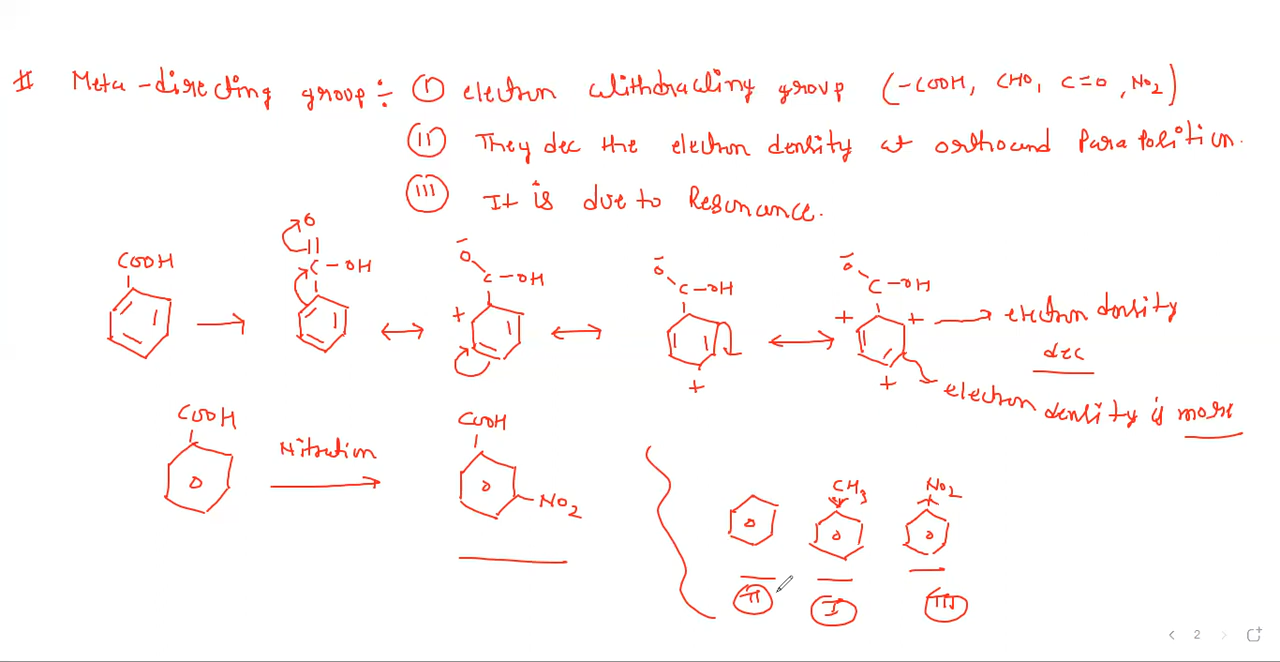 # Meta-directing group :- (I) electron withdrawing group (-COOH, CHO, C=O, NO2)
(II) They dec the electron density at ortho and Para Position.
(III) It is due to Resonance.
COOH
O
C-OH
+
O-
C-OH
+
O-
C-OH
+
O-
C-OH
+ +
+
electron density
dec
electron density is more
COOH
Nitration
COOH
NO2
CH3
NO2
II
I
III
2